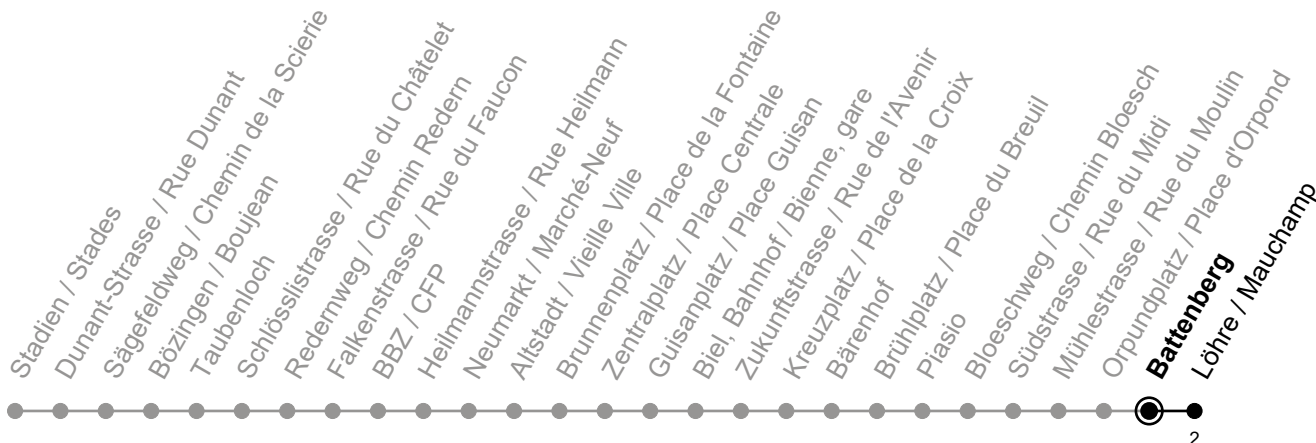 Stadien / Stades
Dunant-Strasse / Rue Dunant
Sägefeldweg / Chemin de la Scierie
Bözingen / Boujean
Taubenloch
Schlösslistrasse / Rue du Châtelet
Redernweg / Chemin Redern
Falkenstrasse / Rue du Faucon
BBZ / CFP
Heilmannstrasse / Rue Heilmann
Neumarkt / Marché-Neuf
Altstadt / Vieille Ville
Brunnenplatz / Place de la Fontaine
Zentralplatz / Place Centrale
Guisanplatz / Place Guisan
Biel, Bahnhof / Bienne, gare
Zukunftstrasse / Rue de l'Avenir
Kreuzplatz / Place de la Croix
Bärenhof
Brühlplatz / Place du Breuil
Piasio
Bloeschweg / Chemin Bloesch
Südstrasse / Rue du Midi
Mühlestrasse / Rue du Moulin
Orpundplatz / Place d'Orpond
Battenberg
Löhre / Mauchamp
2